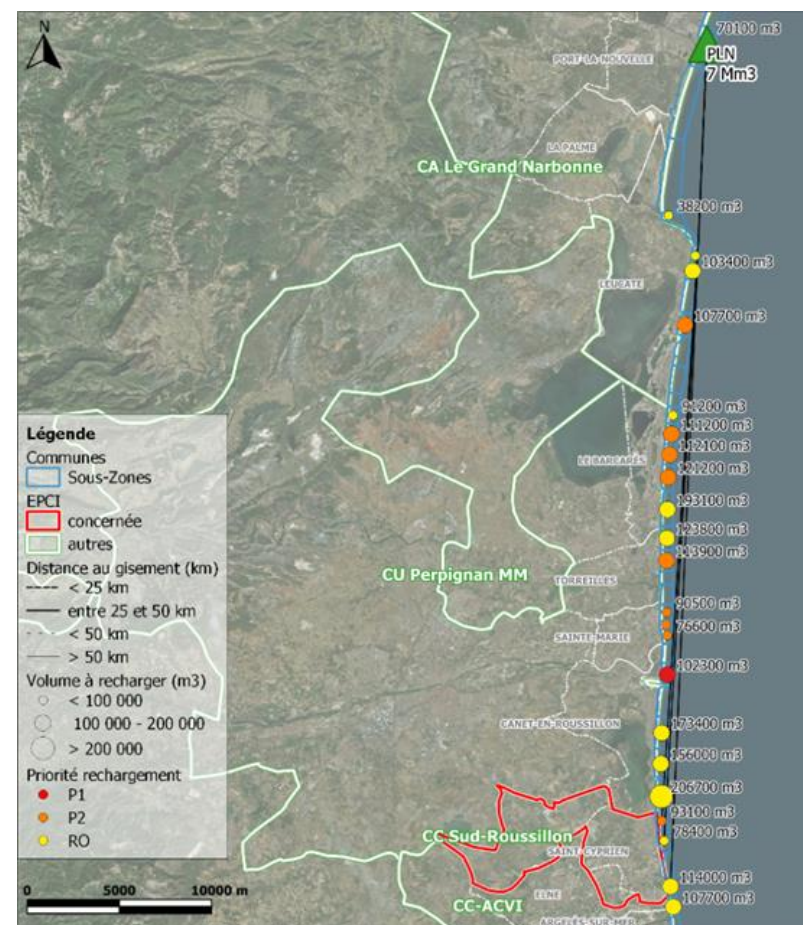 N
70100 m3
PLN
7 Mm3
PORT-LA-NOUVELLE
LA PALME
CA Le Grand Narbonne
38200 m3
103400 m3
LEUCATE
107700 m3
91200 m3
111200 m3
112100 m3
LE BARCARÈS
121200 m3
193100 m3
123800 m3
113900 m3
CU Perpignan MM
TORREILLES
90500 m3
76600 m3
SAINTE-MARIE
102300 m3
CANET-EN-ROUSSILLON
173400 m3
156000 m3
206700 m3
93100 m3
CC Sud-Roussillon
78400 m3
SAINT-CYPRIEN
114000 m3
ELNE
CC-ACVI
107700 m3
ARGELÈS-SUR-MER
Légende
Communes
Sous-Zones
EPCI
concernée
autres
Distance au gisement (km)
< 25 km
entre 25 et 50 km
< 50 km
> 50 km
Volume à recharger (m3)
< 100 000
100 000 - 200 000
> 200 000
Priorité rechargement
P1
P2
RO
0 5000 10000 m